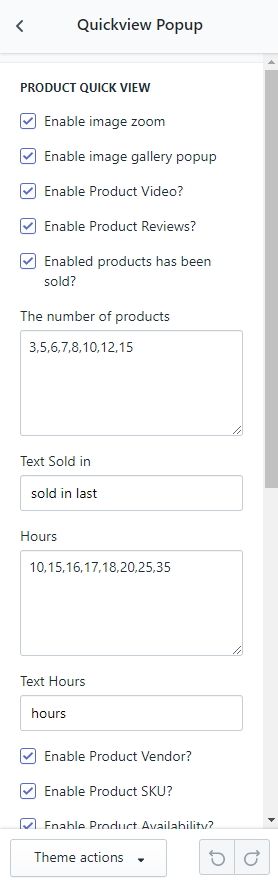 Quickview Popup
PRODUCT QUICK VIEW
Enable image zoom
Enable image gallery popup
Enable Product Video?
Enable Product Reviews?
Enabled products has been
sold?
The number of products
3,5,6,7,8,10,12,15
Text Sold in
sold in last
Hours
10,15,16,17,18,20,25,35
Text Hours
hours
Enable Product Vendor?
Enable Product SKU?
Enable Product Availability?
Theme actions